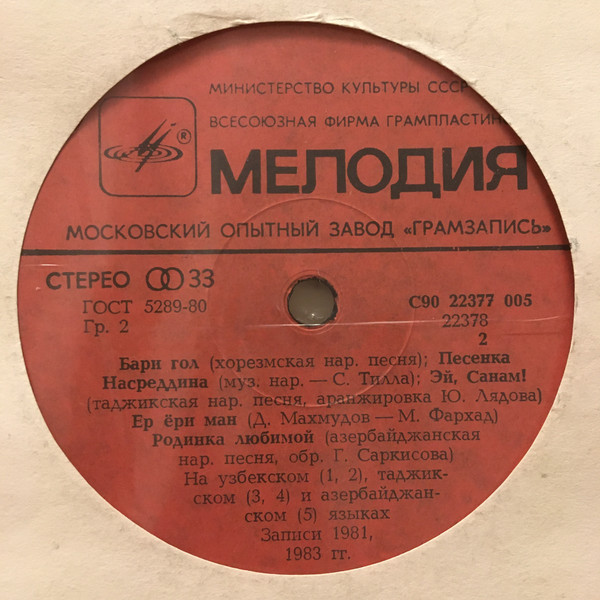 МИНИСТЕРСТВО КУЛЬТУРЫ СССР
ВСЕСОЮЗНАЯ ФИРМА ГРАМПЛАСТИН
®
МЕЛОДИЯ
МОСКОВСКИЙ ОПЫТНЫЙ ЗАВОД «ГРАМЗАПИСЬ»
СТЕРЕО 33
ГОСТ 5289-80
Гр. 2
С90 22377 005
22378
2
Бари гол (хорезмская нар. песня); Песенка
Насреддина (муз. нар. — С. Тилла); Эй, Санам!
(таджикская нар. песня, аранжировка Ю. Лядова)
Ер ёри ман (Д. Махмудов — М. Фархад)
Родинка любимой (азербайджанская
нар. песня, обр. Г. Саркисова)
На узбекском (1, 2), таджик-
ском (3, 4) и азербайджан-
ском (5) языках
Записи 1981,
1983 гг.